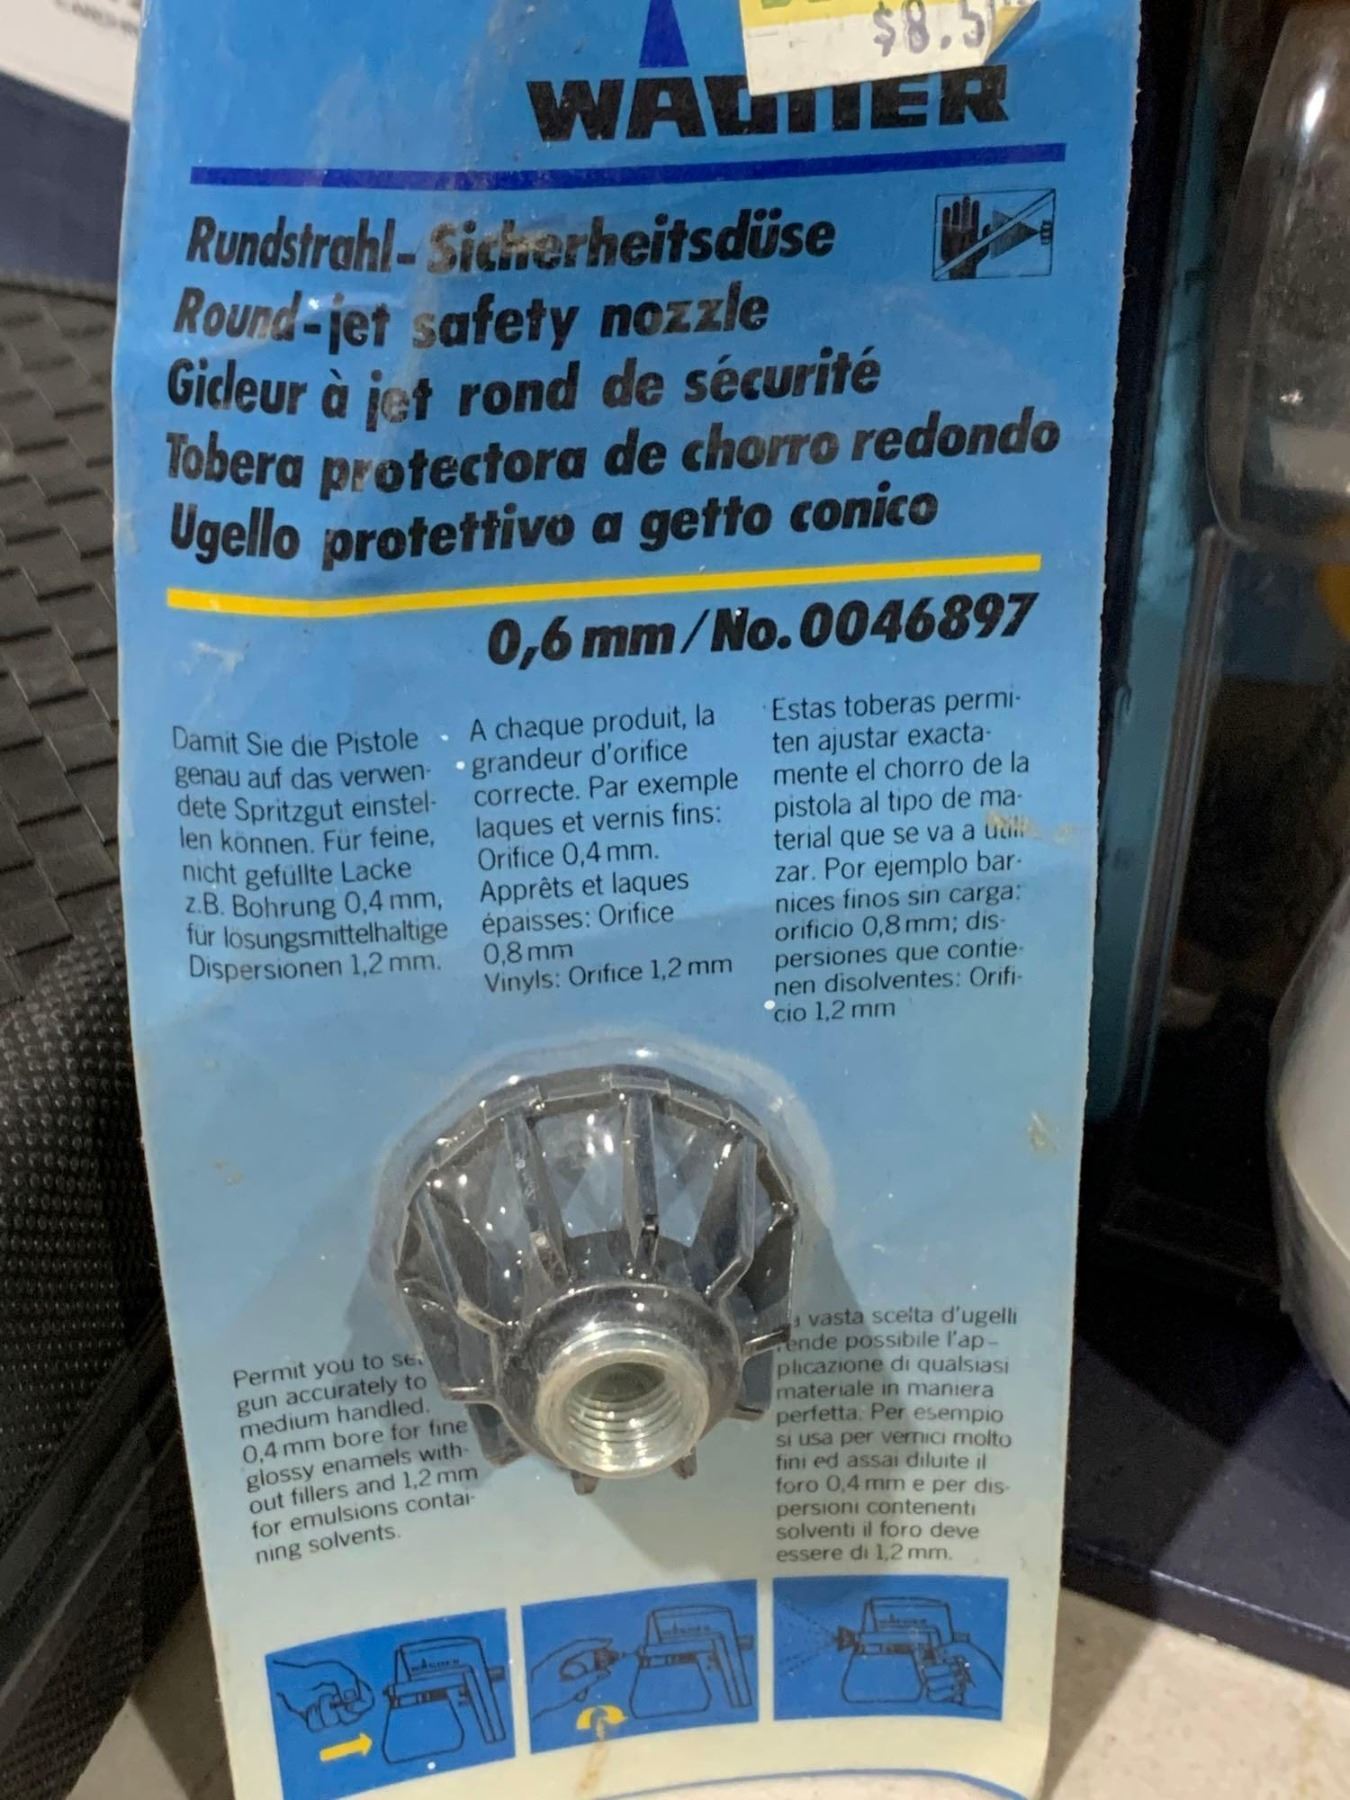 $8.5
WAGNER
Rundstrahl-Sicherheitsdüse
Round-jet safety nozzle
Gicleur à jet rond de sécurité
Tobera protectora de chorro redondo
Ugello protettivo a getto conico
0,6 mm/No. 0046897
Damit Sie die Pistole
genau auf das verwen-
dete Spritzgut einstel-
len können. Für feine,
nicht gefüllte Lacke
z.B. Bohrung 0,4 mm,
für lösungsmittelhaltige
Dispersionen 1,2 mm.
A chaque produit, la
grandeur d'orifice
correcte. Par exemple
laques et vernis fins:
Orifice 0,4 mm.
Apprêts et laques
épaisses: Orifice
0,8 mm
Vinyls: Orifice 1,2 mm
Estas toberas permi-
ten ajustar exacta-
mente el chorro de la
pistola al tipo de ma-
terial que se va a utili-
zar. Por ejemplo bar-
nices finos sin carga:
orificio 0,8 mm; dis-
persiones que contie-
nen disolventes: Orifi-
cio 1,2 mm
Permit you to se
gun accurately to
medium handled.
0,4 mm bore for fine
glossy enamels with-
out fillers and 1,2 mm
for emulsions contai-
ning solvents.
vasta scelta d'ugelli
ende possibile l'ap-
plicazione di qualsiasi
materiale in maniera
perfetta. Per esempio
si usa per vernici molto
fini ed assai diluite il
foro 0,4 mm e per dis-
persioni contenenti
solventi il foro deve
essere di 1,2 mm.
WAGNER